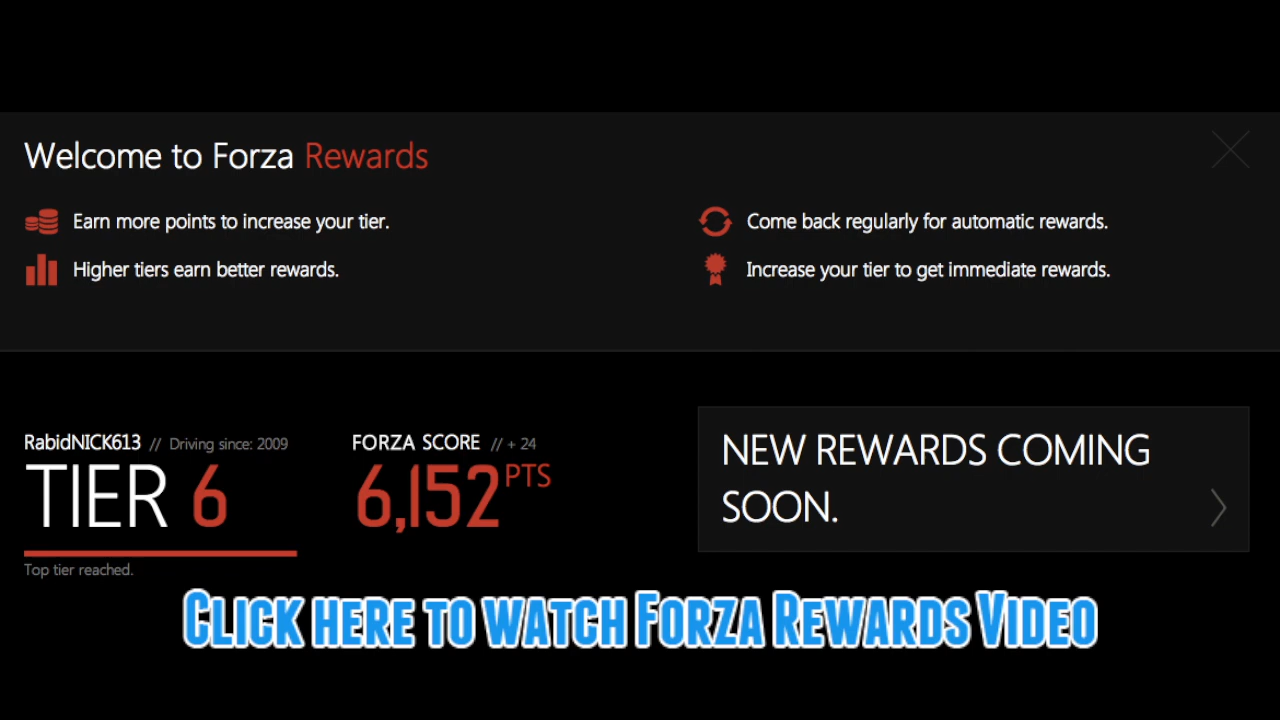 Welcome to Forza Rewards
Earn more points to increase your tier.
Come back regularly for automatic rewards.
Higher tiers earn better rewards.
Increase your tier to get immediate rewards.
RabidNICK613 // Driving since: 2009
TIER 6
Top tier reached.
FORZA SCORE // + 24
6,152 PTS
NEW REWARDS COMING
SOON.
Click here to watch Forza Rewards Video